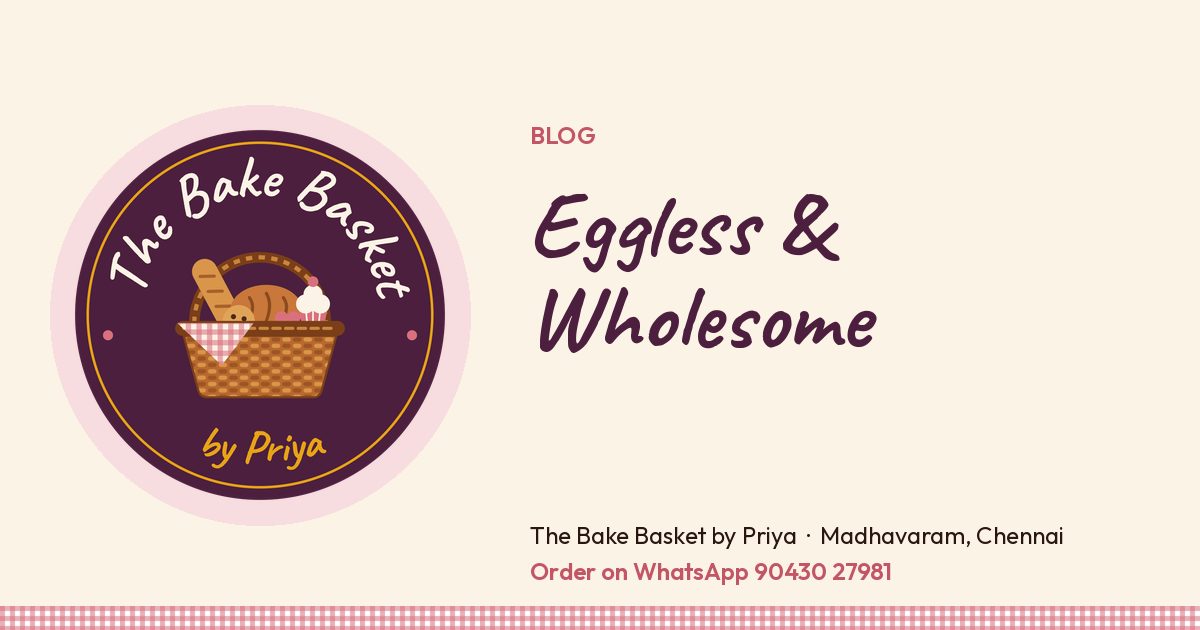 The Bake Basket
by Priya
BLOG
Eggless &
Wholesome
The Bake Basket by Priya · Madhavaram, Chennai
Order on WhatsApp 90430 27981